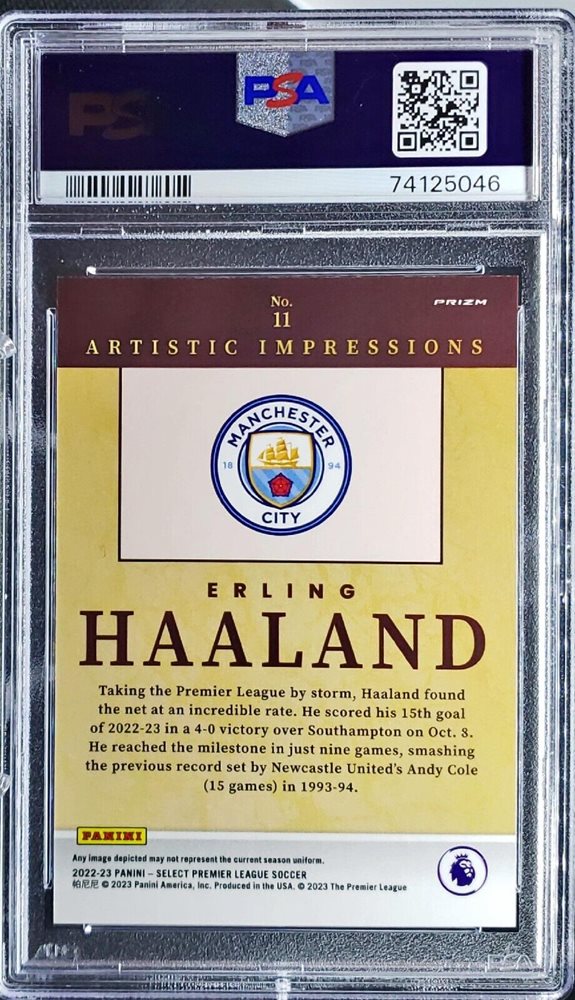 PSA
PSA
74125046
No.
11
PRIZM
ARTISTIC IMPRESSIONS
MANCHESTER
18 94
CITY
ERLING
HAALAND
Taking the Premier League by storm, Haaland found
the net at an incredible rate. He scored his 15th goal
of 2022-23 in a 4-0 victory over Southampton on Oct. 8.
He reached the milestone in just nine games, smashing
the previous record set by Newcastle United's Andy Cole
(15 games) in 1993-94.
PANINI
Any image depicted may not represent the current season uniform.
2022-23 PANINI – SELECT PREMIER LEAGUE SOCCER
帕尼尼 © 2023 Panini America, Inc. Produced in the USA. © 2023 The Premier League
PSA